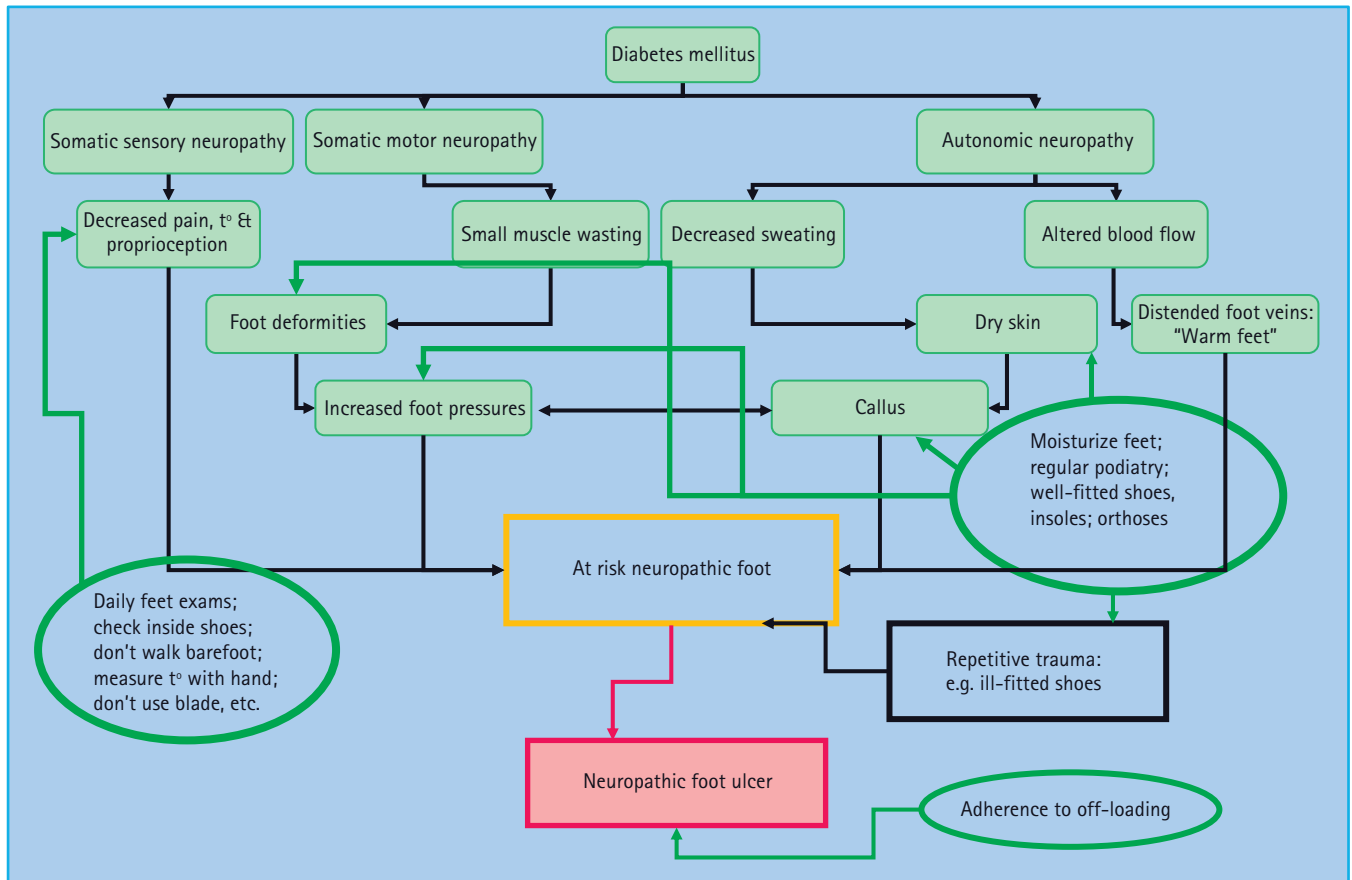 Diabetes mellitus
Somatic sensory neuropathy
Somatic motor neuropathy
Autonomic neuropathy
Decreased pain, tº &
proprioception
Small muscle wasting
Decreased sweating
Altered blood flow
Foot deformities
Dry skin
Distended foot veins:
“Warm feet”
Increased foot pressures
Callus
Moisturize feet;
regular podiatry;
well-fitted shoes,
insoles; orthoses
At risk neuropathic foot
Daily feet exams;
check inside shoes;
don't walk barefoot;
measure tº with hand;
don't use blade, etc.
Repetitive trauma:
e.g. ill-fitted shoes
Neuropathic foot ulcer
Adherence to off-loading